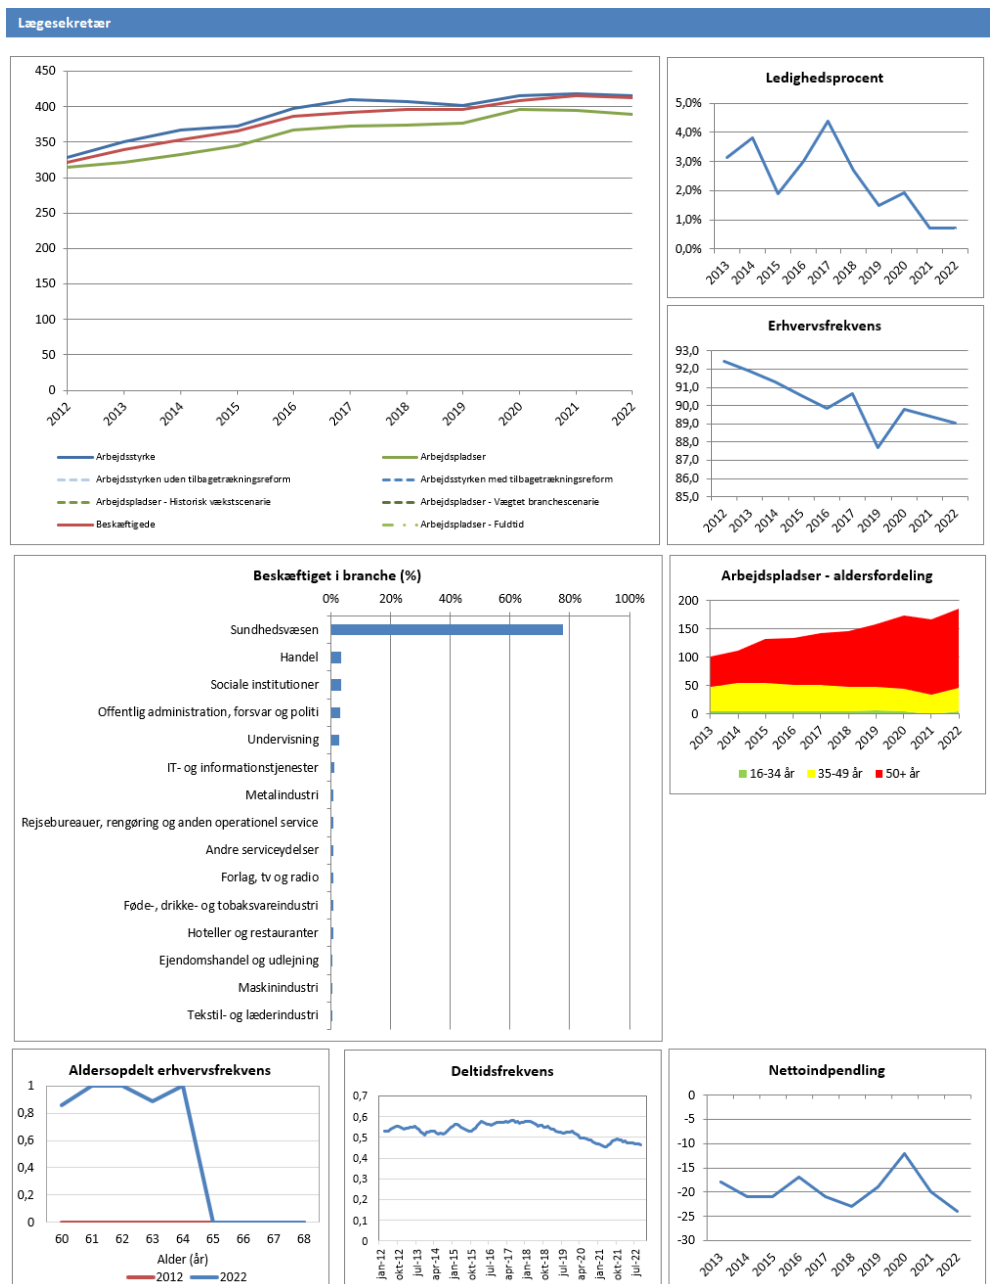 Lægesekretær
450
400
350
300
250
200
150
100
50
0
2012 2013 2014 2015 2016 2017 2018 2019 2020 2021 2022
Arbejdsstyrke Arbejdspladser
Arbejdsstyrken uden tilbagetrækningsreform Arbejdsstyrken med tilbagetrækningsreform
Arbejdspladser - Historisk vækstscenarie Arbejdspladser - Vægtet branchescenarie
Beskæftigede Arbejdspladser - Fuldtid
Ledighedsprocent
5,0%
4,0%
3,0%
2,0%
1,0%
0,0%
2013 2014 2015 2016 2017 2018 2019 2020 2021 2022
Erhvervsfrekvens
93,0
92,0
91,0
90,0
89,0
88,0
87,0
86,0
85,0
2012 2013 2014 2015 2016 2017 2019 2020 2021 2022
Beskæftiget i branche (%)
0% 20% 40% 60% 80% 100%
Sundhedsvæsen
Handel
Sociale institutioner
Offentlig administration, forsvar og politi
Undervisning
IT- og informationstjenester
Metalindustri
Rejsebureauer, rengøring og anden operationel service
Andre serviceydelser
Forlag, tv og radio
Føde-, drikke- og tobaksvareindustri
Hoteller og restauranter
Ejendomshandel og udlejning
Maskinindustri
Tekstil- og læderindustri
Arbejdspladser - aldersfordeling
200
150
100
50
0
2013 2014 2015 2016 2017 2018 2019 2020 2021 2022
16-34 år 35-49 år 50+ år
Aldersopdelt erhvervsfrekvens
1
0,8
0,6
0,4
0,2
0
60 61 62 63 64 65 66 67 68
Alder (år)
2012 2022
Deltidsfrekvens
0,7
0,6
0,5
0,4
0,3
0,2
0,1
0
jan-12 okt-12 jul-13 apr-14 jan-15 okt-15 jul-16 apr-17 jan-18 okt-18 jul-19 apr-20 jan-21 okt-21 jul-22
Nettoindpendling
0
-5
-10
-15
-20
-25
-30
2013 2014 2015 2016 2017 2018 2019 2020 2021 2022